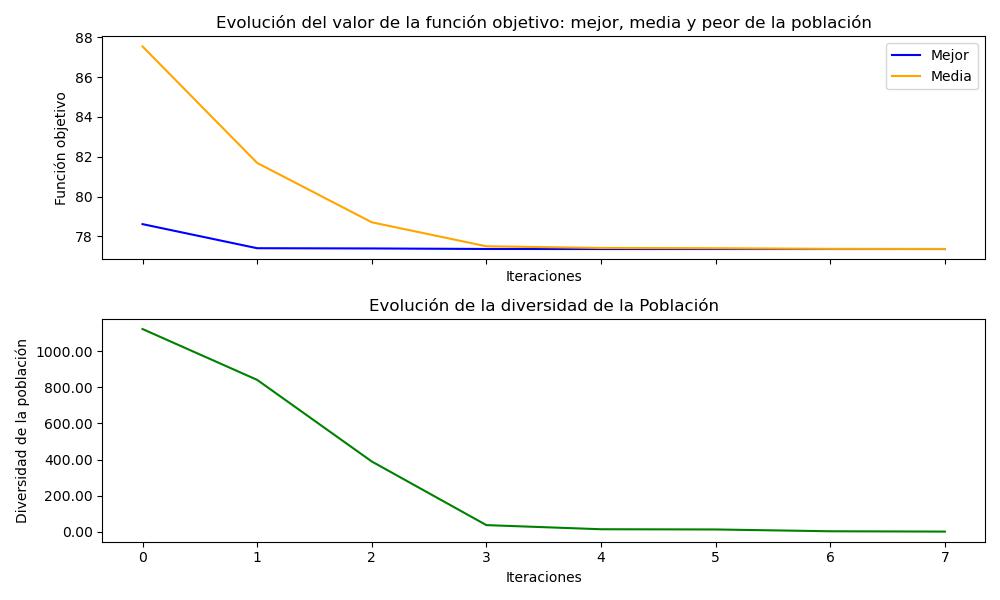 Evolución del valor de la función objetivo: mejor, media y peor de la población
88
86
84
82
80
78
Función objetivo
Mejor
Media
Iteraciones
Evolución de la diversidad de la Población
1000.00
800.00
600.00
400.00
200.00
0.00
Diversidad de la población
0 1 2 3 4 5 6 7
Iteraciones